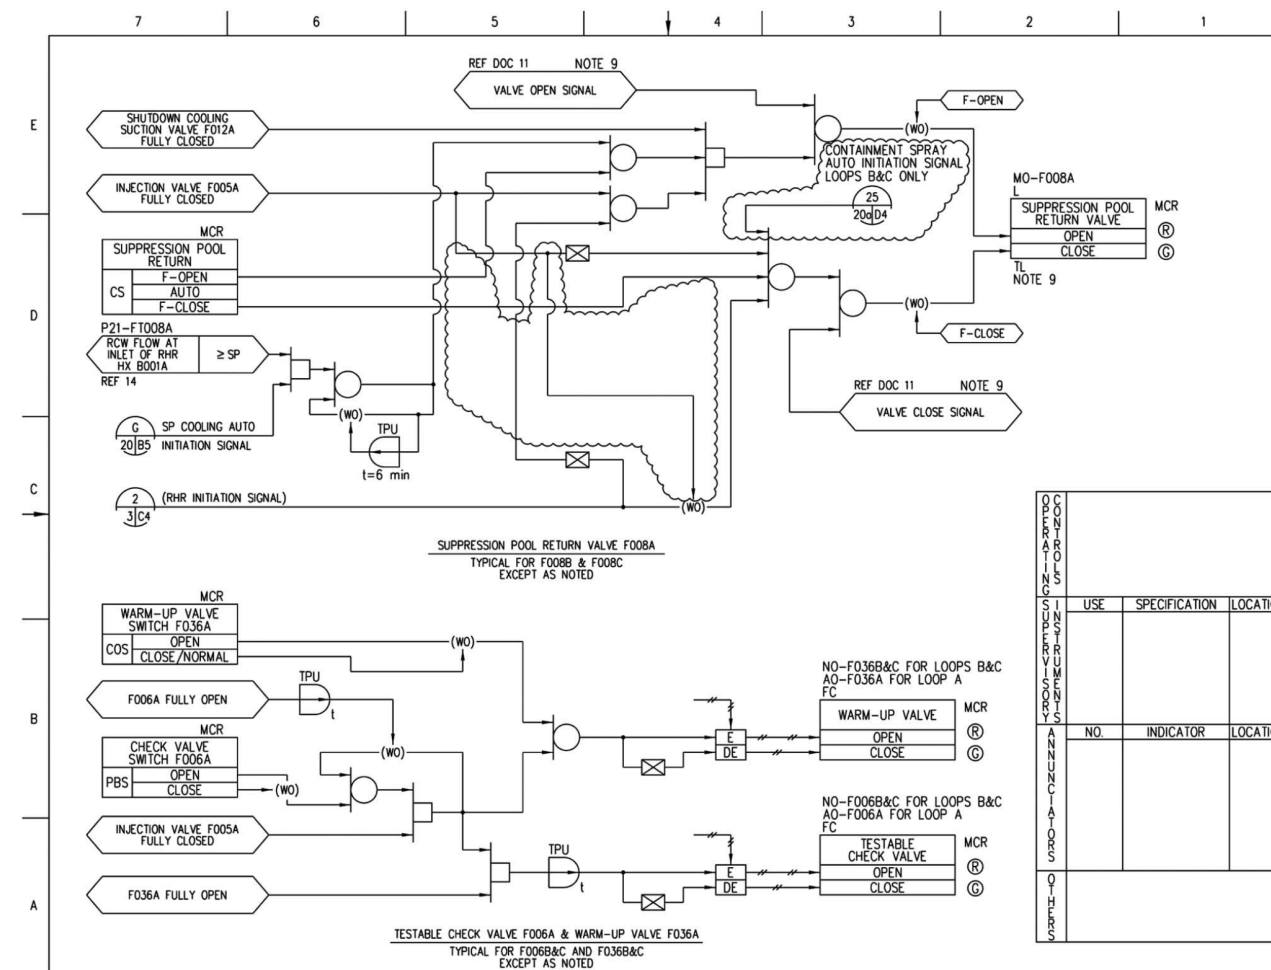 7 6 5 4 3 2 1
E
D
C
B
A
REF DOC 11 NOTE 9
VALVE OPEN SIGNAL
F-OPEN
SHUTDOWN COOLING
SUCTION VALVE F012A
FULLY CLOSED
(WO)
CONTAINMENT SPRAY
AUTO INITIATION SIGNAL
LOOPS B&C ONLY
25
20a D4
INJECTION VALVE F005A
FULLY CLOSED
MO-F008A
L
SUPPRESSION POOL
RETURN VALVE
MCR
OPEN
R
CLOSE
G
TL
NOTE 9
MCR
SUPPRESSION POOL
RETURN
CS
F-OPEN
AUTO
F-CLOSE
(WO)
F-CLOSE
P21-FT008A
RCW FLOW AT
INLET OF RHR
HX B001A
≥ SP
REF 14
REF DOC 11 NOTE 9
VALVE CLOSE SIGNAL
(WO)
TPU
t=6 min
G
20 B5
SP COOLING AUTO
INITIATION SIGNAL
2
3 C4
(RHR INITIATION SIGNAL)
(WO)
SUPPRESSION POOL RETURN VALVE F008A
TYPICAL FOR F008B & F008C
EXCEPT AS NOTED
MCR
WARM-UP VALVE
SWITCH F036A
COS
OPEN
CLOSE/NORMAL
(WO)
F006A FULLY OPEN
TPU
t
(WO)
MCR
CHECK VALVE
SWITCH F006A
PBS
OPEN
CLOSE
(WO)
INJECTION VALVE F005A
FULLY CLOSED
F036A FULLY OPEN
TPU
t
NO-F036B&C FOR LOOPS B&C
AO-F036A FOR LOOP A
FC
WARM-UP VALVE
MCR
E
OPEN
R
DE
CLOSE
G
NO-F006B&C FOR LOOPS B&C
AO-F006A FOR LOOP A
FC
TESTABLE
CHECK VALVE
MCR
E
OPEN
R
DE
CLOSE
G
TESTABLE CHECK VALVE F006A & WARM-UP VALVE F036A
TYPICAL FOR F006B&C AND F036B&C
EXCEPT AS NOTED
OPERATING
CONTROLS
SUPERVISORY
INSTRUMENTS
USE SPECIFICATION LOCATI
ANNUNCIATORS
NO. INDICATOR LOCATI
OTHERS